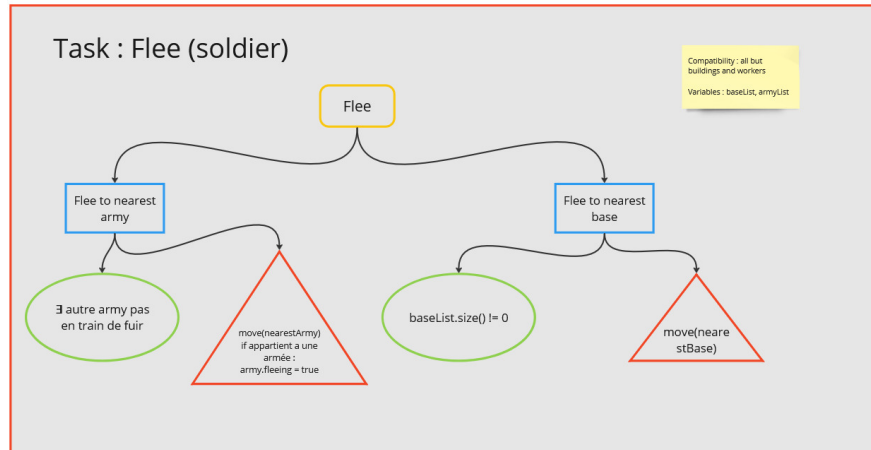 Task : Flee (soldier)
Compatibility : all but
buildings and workers
Variables : baseList, armyList
Flee
Flee to nearest
army
Flee to nearest
base
∃ autre army pas
en train de fuir
move(nearestArmy)
if appartient a une
armée :
army.fleeing = true
baseList.size() != 0
move(neare
stBase)